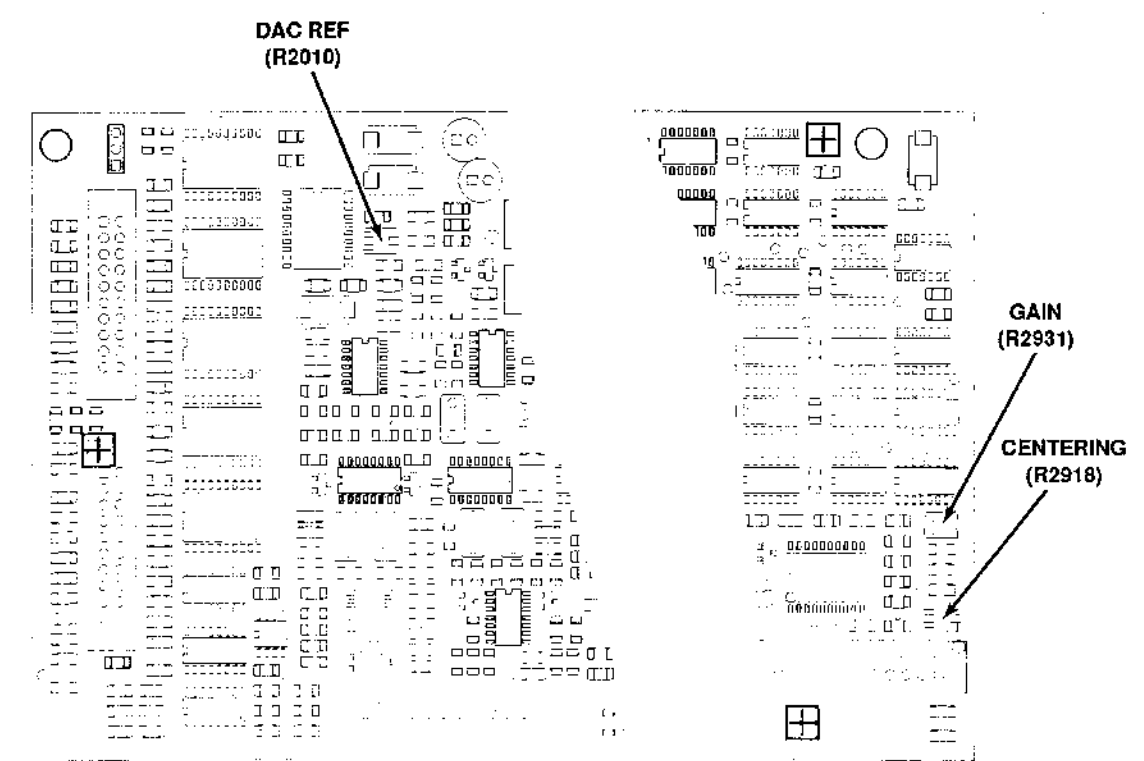 DAC REF
(R2010)
GAIN
(R2931)
CENTERING
(R2918)